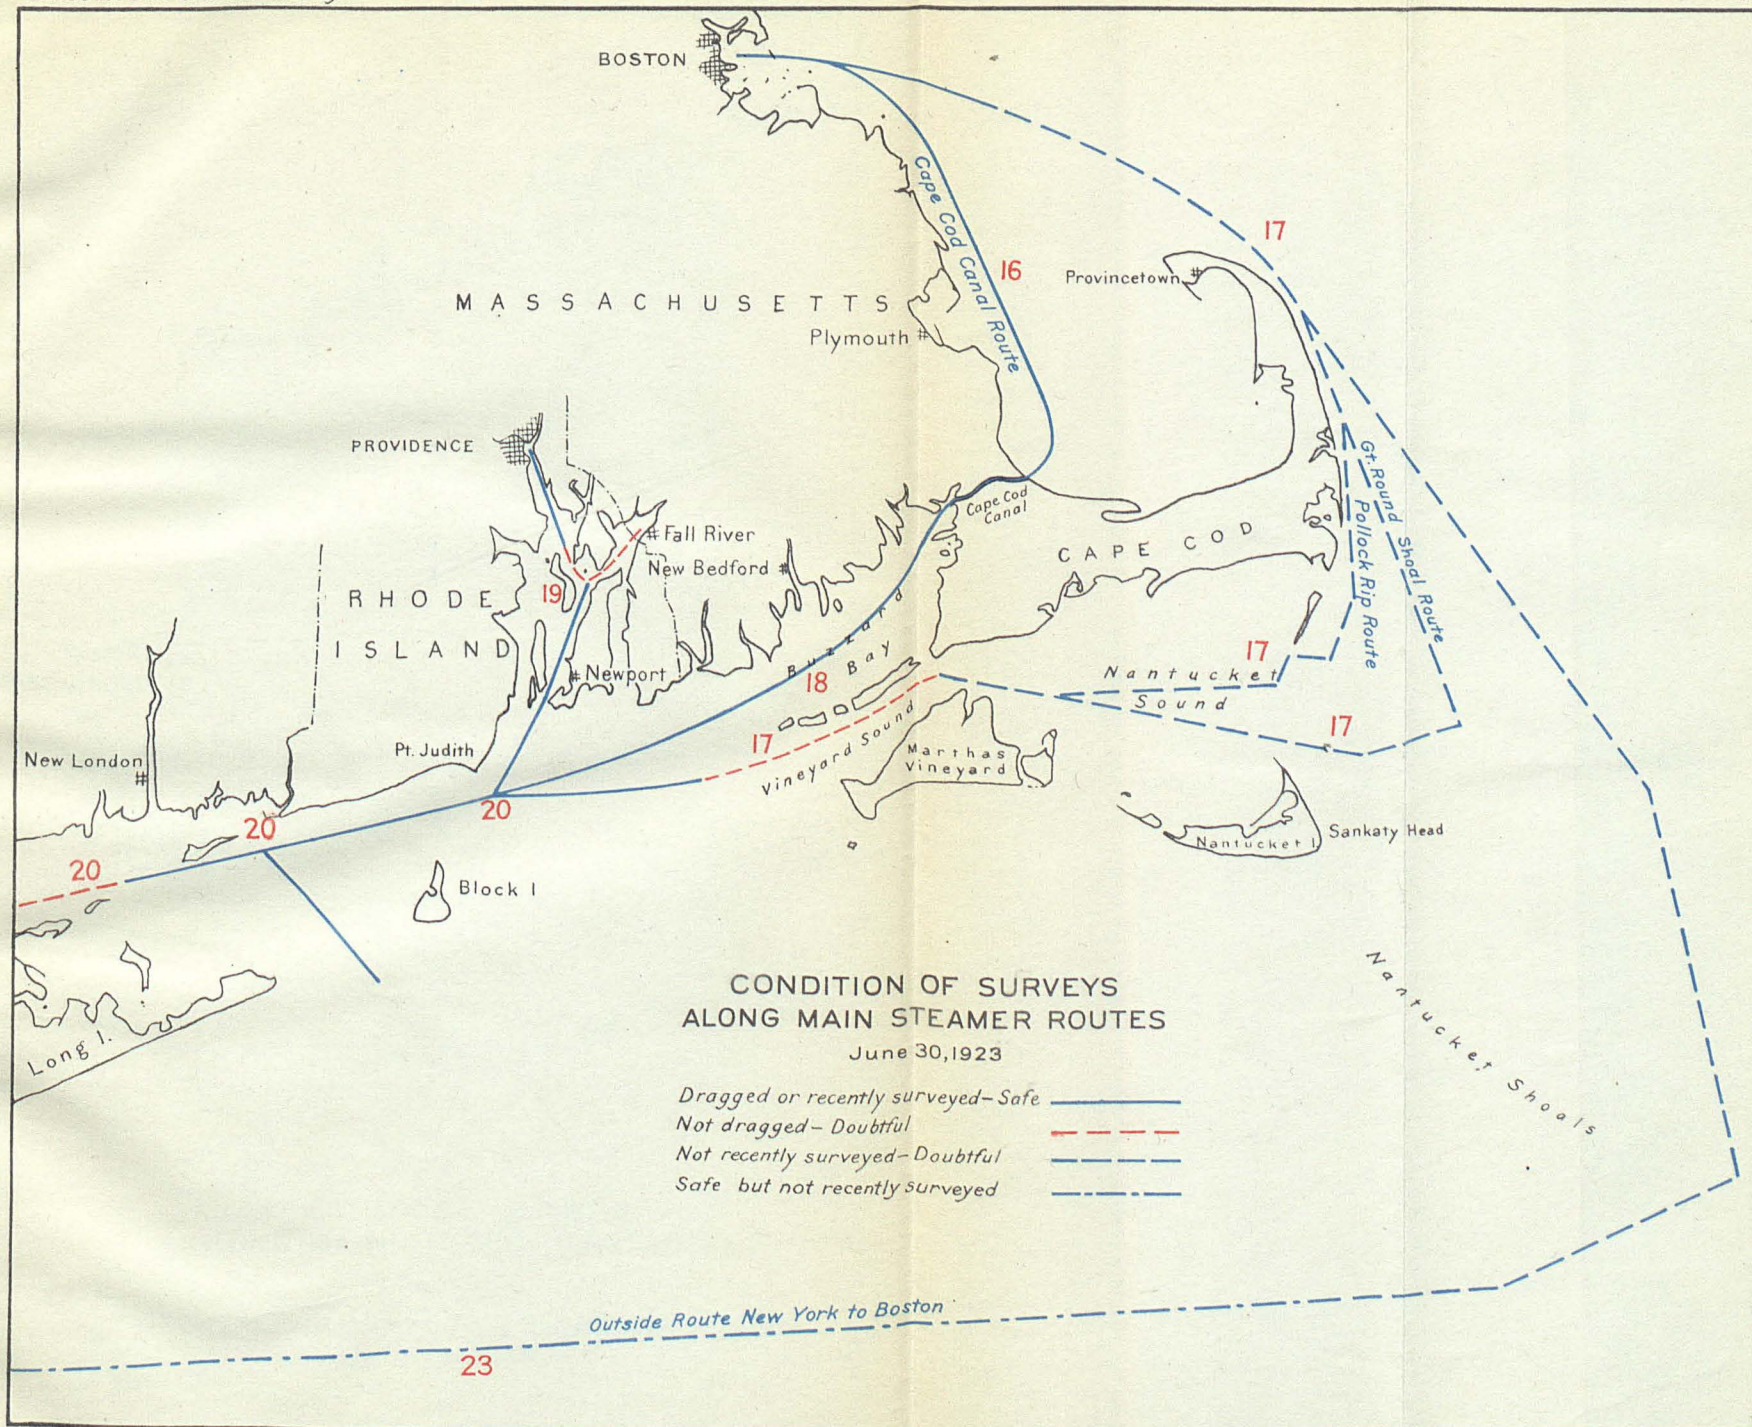 BOSTON
Cape Cod Canal Route
16
17
Provincetown
MASSACHUSETTS
Plymouth
PROVIDENCE
Fall River
New Bedford
Cape Cod
Canal
CAPE COD
Gt. Round Shoal Route
Pollock Rip Route
RHODE
ISLAND
19
Newport
Buzzard
Bay
18
17
Nantucket
Sound
17
17
Vineyard Sound
Marthas
Vineyard
New London
Pt. Judith
20
20
20
Block I
Nantucket I.
Sankaty Head
Long I.
Nantucket Shoals
CONDITION OF SURVEYS
ALONG MAIN STEAMER ROUTES
June 30, 1923
Dragged or recently surveyed–Safe
Not dragged–Doubtful
Not recently surveyed–Doubtful
Safe but not recently surveyed
Outside Route New York to Boston
23